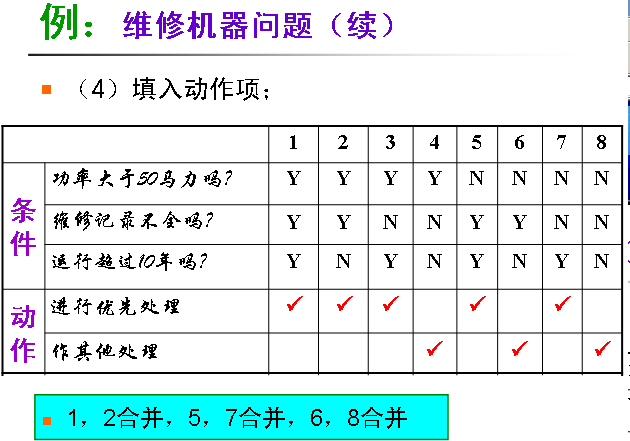 例：维修机器问题（续）
（4）填入动作项；
1 2 3 4 5 6 7 8
条件
功率大于50马力吗? Y Y Y Y N N N N
维修记录不全吗? Y Y N N Y Y N N
运行超过10年吗? Y N Y N Y N Y N
动作
进行优先处理 ✓ ✓ ✓ ✓ ✓
作其他处理 ✓ ✓ ✓
1，2合并，5，7合并，6，8合并